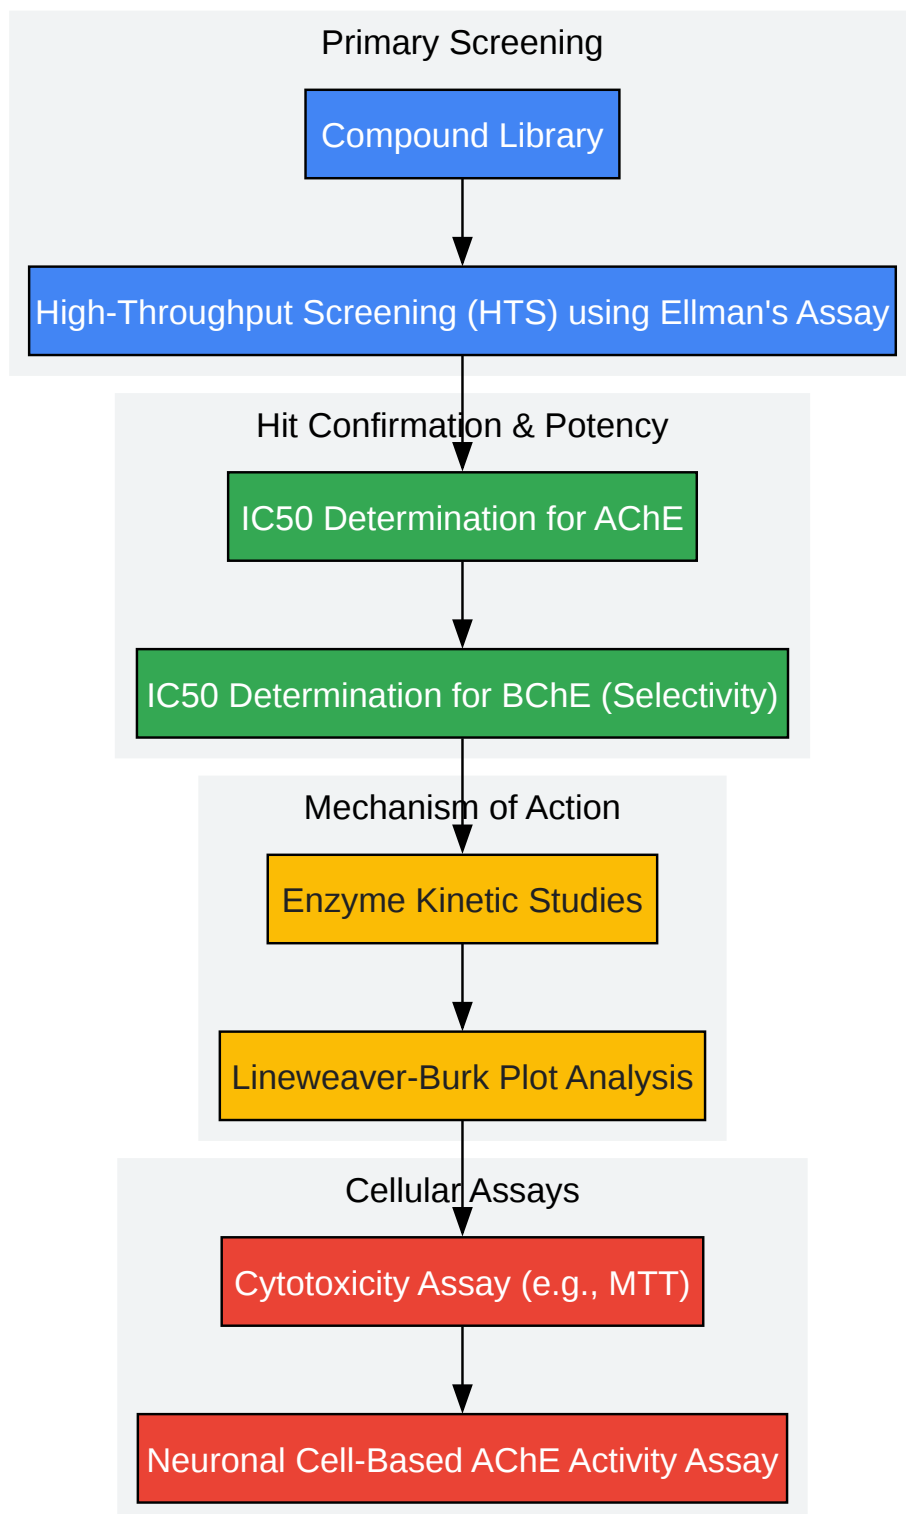 Primary Screening
Compound Library
High-Throughput Screening (HTS) using Ellman's Assay
Hit Confirmation & Potency
IC50 Determination for AChE
IC50 Determination for BChE (Selectivity)
Mechanism of Action
Enzyme Kinetic Studies
Lineweaver-Burk Plot Analysis
Cellular Assays
Cytotoxicity Assay (e.g., MTT)
Neuronal Cell-Based AChE Activity Assay